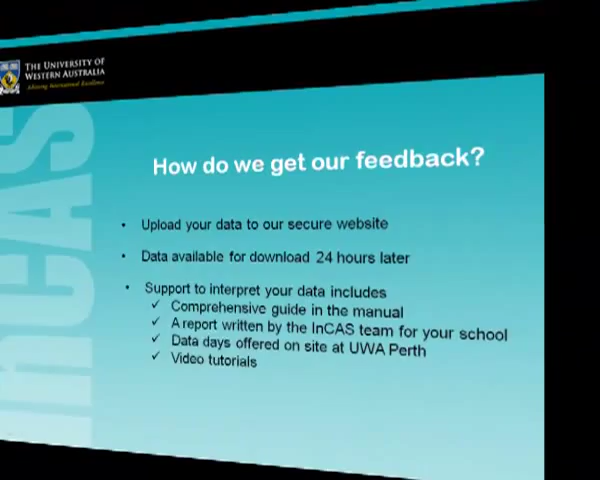 THE UNIVERSITY OF
WESTERN AUSTRALIA
Achieving International Excellence
InCAS
How do we get our feedback?
• Upload your data to our secure website
• Data available for download 24 hours later
• Support to interpret your data includes
✓ Comprehensive guide in the manual
✓ A report written by the InCAS team for your school
✓ Data days offered on site at UWA Perth
✓ Video tutorials